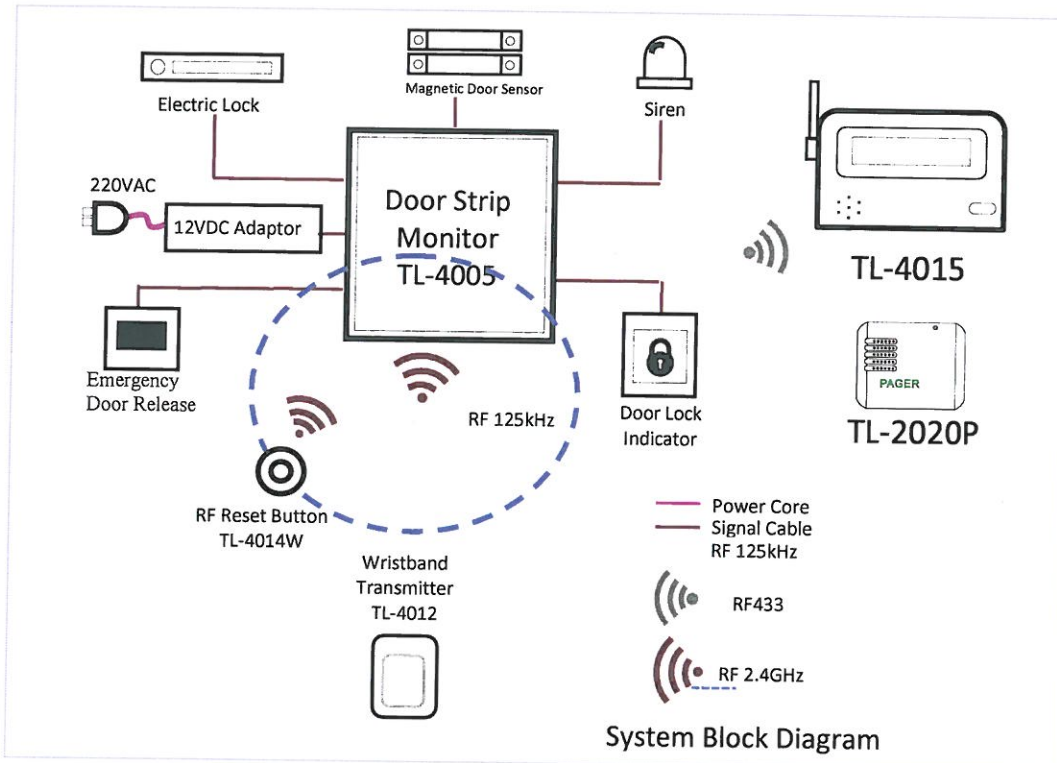 Electric Lock
Magnetic Door Sensor
Siren
220VAC
12VDC Adaptor
Door Strip
Monitor
TL-4005
TL-4015
Emergency
Door Release
RF 125kHz
Door Lock
Indicator
PAGER
TL-2020P
RF Reset Button
TL-4014W
Wristband
Transmitter
TL-4012
Power Core
Signal Cable
RF 125kHz
RF433
RF 2.4GHz
System Block Diagram